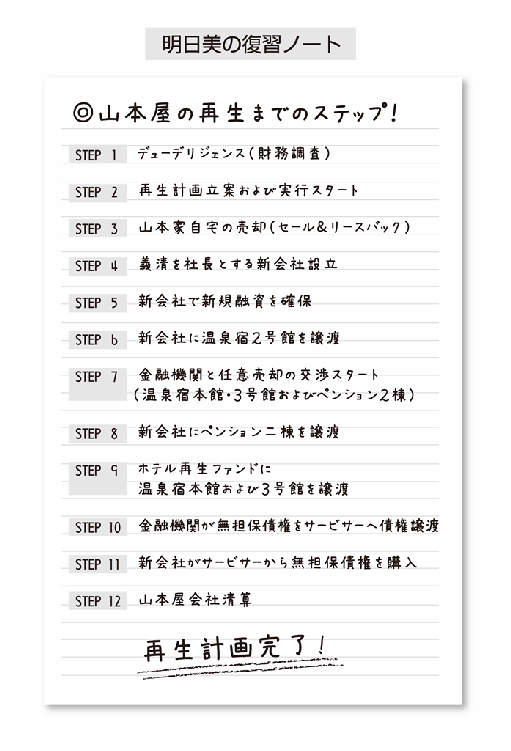 明日美の復習ノート
◎山本屋の再生までのステップ!
STEP 1 デューデリジェンス(財務調査)
STEP 2 再生計画立案および実行スタート
STEP 3 山本家自宅の売却(セール&リースバック)
STEP 4 義清を社長とする新会社設立
STEP 5 新会社で新規融資を確保
STEP 6 新会社に温泉宿2号館を譲渡
STEP 7 金融機関と任意売却の交渉スタート
(温泉宿本館・3号館およびペンション2棟)
STEP 8 新会社にペンション二棟を譲渡
STEP 9 ホテル再生ファンドに
温泉宿本館および3号館を譲渡
STEP 10 金融機関が無担保債権をサービサーへ債権譲渡
STEP 11 新会社がサービサーから無担保債権を購入
STEP 12 山本屋会社清算
再生計画完了!